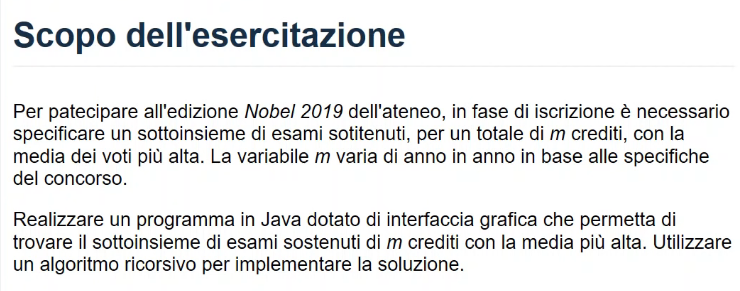 Scopo dell'esercitazione
Per patecipare all'edizione Nobel 2019 dell'ateneo, in fase di iscrizione è necessario
specificare un sottoinsieme di esami sotitenuti, per un totale di m crediti, con la
media dei voti più alta. La variabile m varia di anno in anno in base alle specifiche
del concorso.
Realizzare un programma in Java dotato di interfaccia grafica che permetta di
trovare il sottoinsieme di esami sostenuti di m crediti con la media più alta. Utilizzare
un algoritmo ricorsivo per implementare la soluzione.